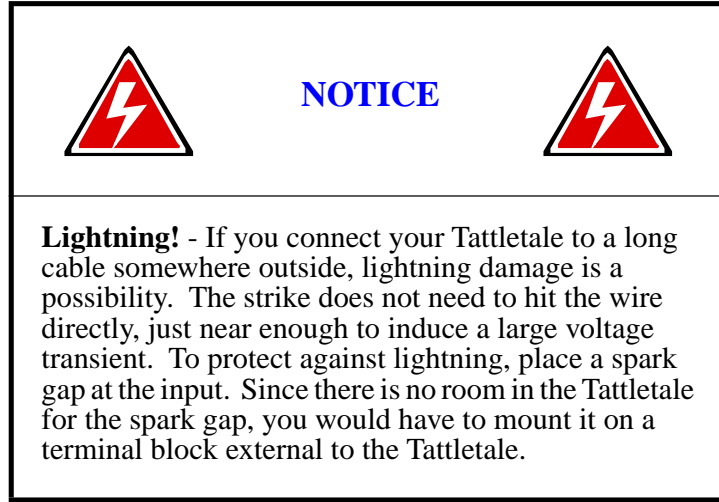 NOTICE
Lightning! - If you connect your Tattletale to a long
cable somewhere outside, lightning damage is a
possibility.  The strike does not need to hit the wire
directly, just near enough to induce a large voltage
transient.  To protect against lightning, place a spark
gap at the input.  Since there is no room in the Tattletale
for the spark gap, you would have to mount it on a
terminal block external to the Tattletale.